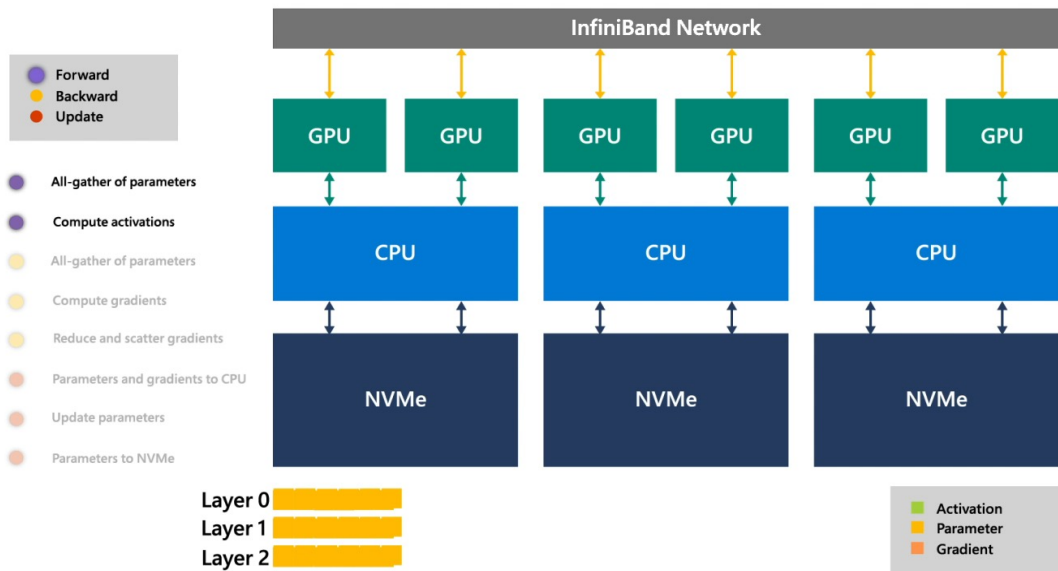 InfiniBand Network
Forward
Backward
Update
GPU GPU GPU GPU GPU GPU
All-gather of parameters
Compute activations
All-gather of parameters
Compute gradients
Reduce and scatter gradients
Parameters and gradients to CPU
Update parameters
Parameters to NVMe
CPU CPU CPU
NVMe NVMe NVMe
Layer 0
Layer 1
Layer 2
Activation
Parameter
Gradient